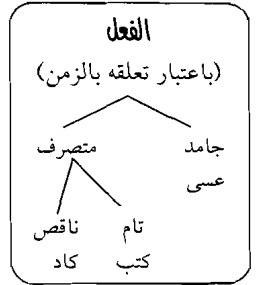 الفعل
(باعتبار تعلقه بالزمن)
جامد متصرف
عسى
تام ناقص
كتب كاد